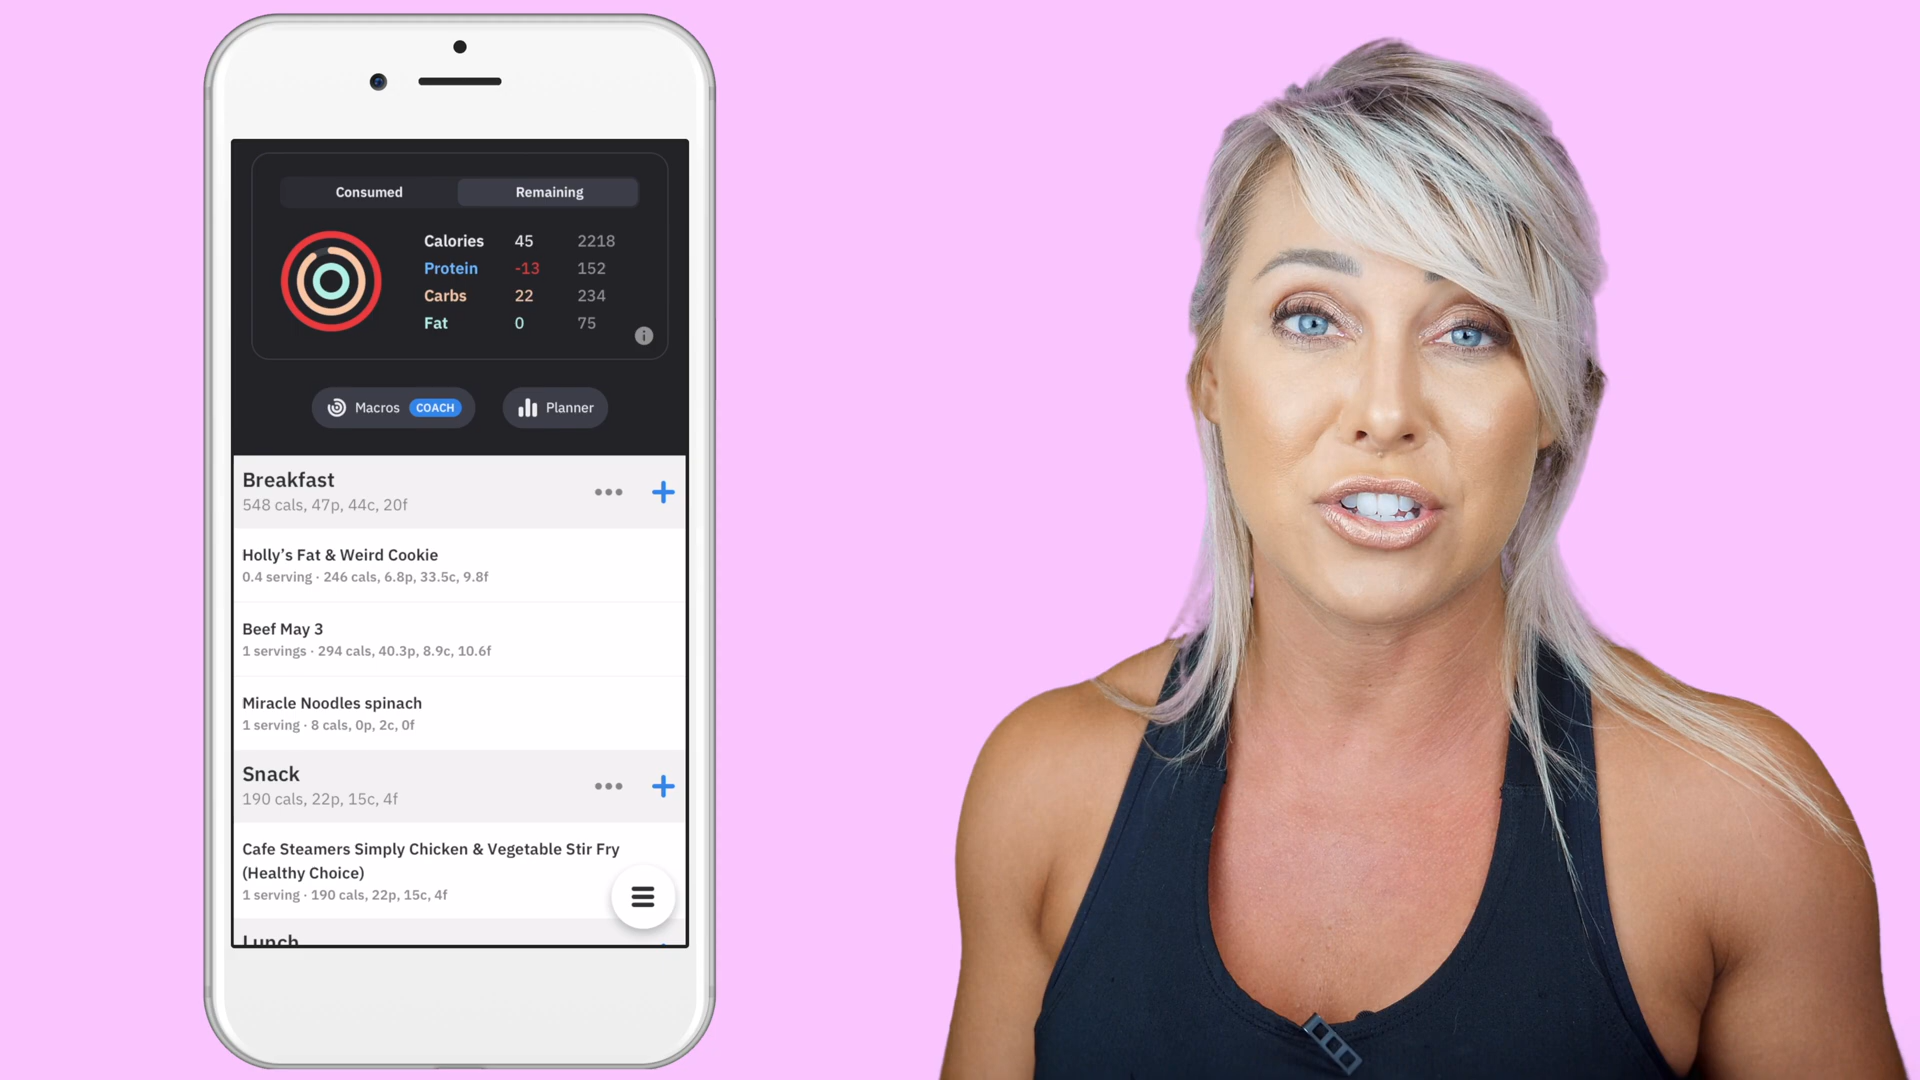 Consumed Remaining
Calories 45 2218
Protein -13 152
Carbs 22 234
Fat 0 75
Macros COACH Planner
Breakfast
548 cals, 47p, 44c, 20f
Holly’s Fat & Weird Cookie
0.4 serving · 246 cals, 6.8p, 33.5c, 9.8f
Beef May 3
1 servings · 294 cals, 40.3p, 8.9c, 10.6f
Miracle Noodles spinach
1 serving · 8 cals, 0p, 2c, 0f
Snack
190 cals, 22p, 15c, 4f
Cafe Steamers Simply Chicken & Vegetable Stir Fry
(Healthy Choice)
1 serving · 190 cals, 22p, 15c, 4f
Lunch